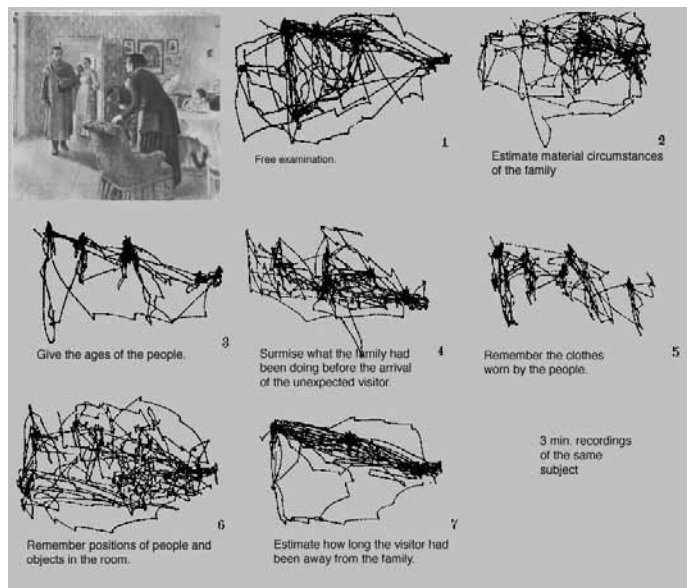 1
Free examination.
2
Estimate material circumstances
of the family
3
Give the ages of the people.
4
Surmise what the family had
been doing before the arrival
of the unexpected visitor.
5
Remember the clothes
worn by the people.
6
Remember positions of people and
objects in the room.
7
Estimate how long the visitor had
been away from the family.
3 min. recordings
of the same
subject